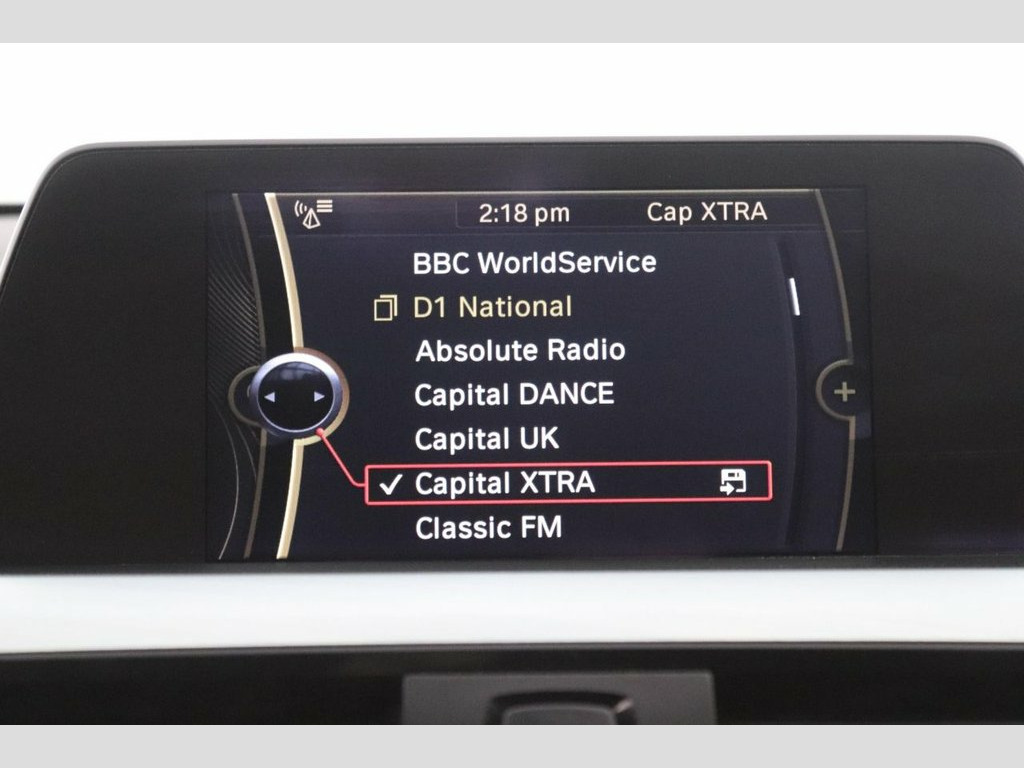 2:18 pm Cap XTRA
BBC WorldService
D1 National
Absolute Radio
Capital DANCE
Capital UK
Capital XTRA
Classic FM